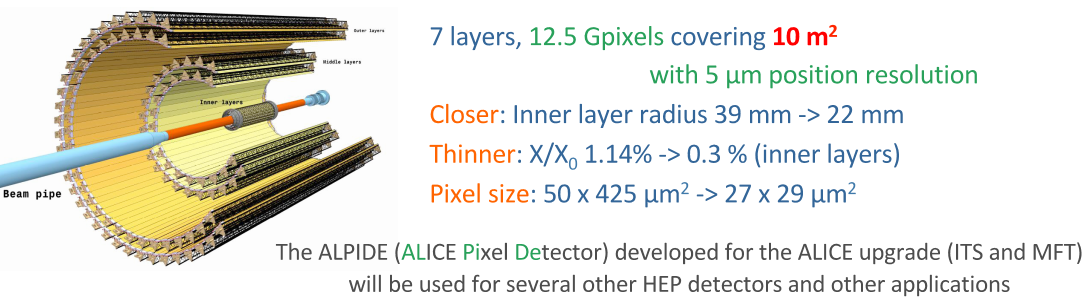 Outer layers
Middle layers
Inner layers
Beam pipe
7 layers, 12.5 Gpixels covering 10 m²
with 5 µm position resolution
Closer: Inner layer radius 39 mm -> 22 mm
Thinner: X/X₀ 1.14% -> 0.3 % (inner layers)
Pixel size: 50 x 425 µm² -> 27 x 29 µm²
The ALPIDE (ALICE Pixel Detector) developed for the ALICE upgrade (ITS and MFT)
will be used for several other HEP detectors and other applications